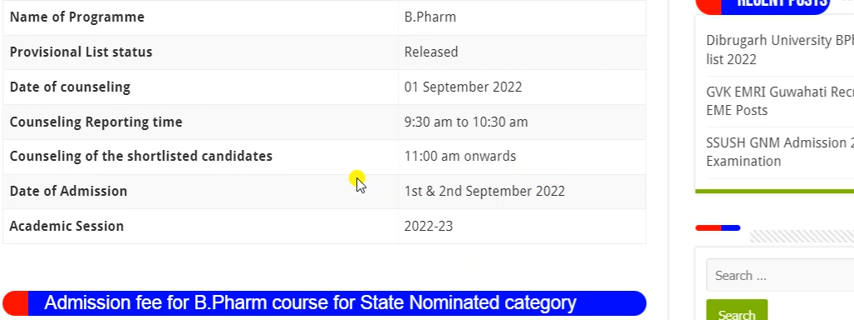 Name of Programme B.Pharm
Provisional List status Released
Date of counseling 01 September 2022
Counseling Reporting time 9:30 am to 10:30 am
Counseling of the shortlisted candidates 11:00 am onwards
Date of Admission 1st & 2nd September 2022
Academic Session 2022-23
Admission fee for B.Pharm course for State Nominated category
RECENT POSTS
Dibrugarh University
list 2022
GVK EMRI Guwahati
EME Posts
SSUSH GNM Admission
Examination
Search ...
Search